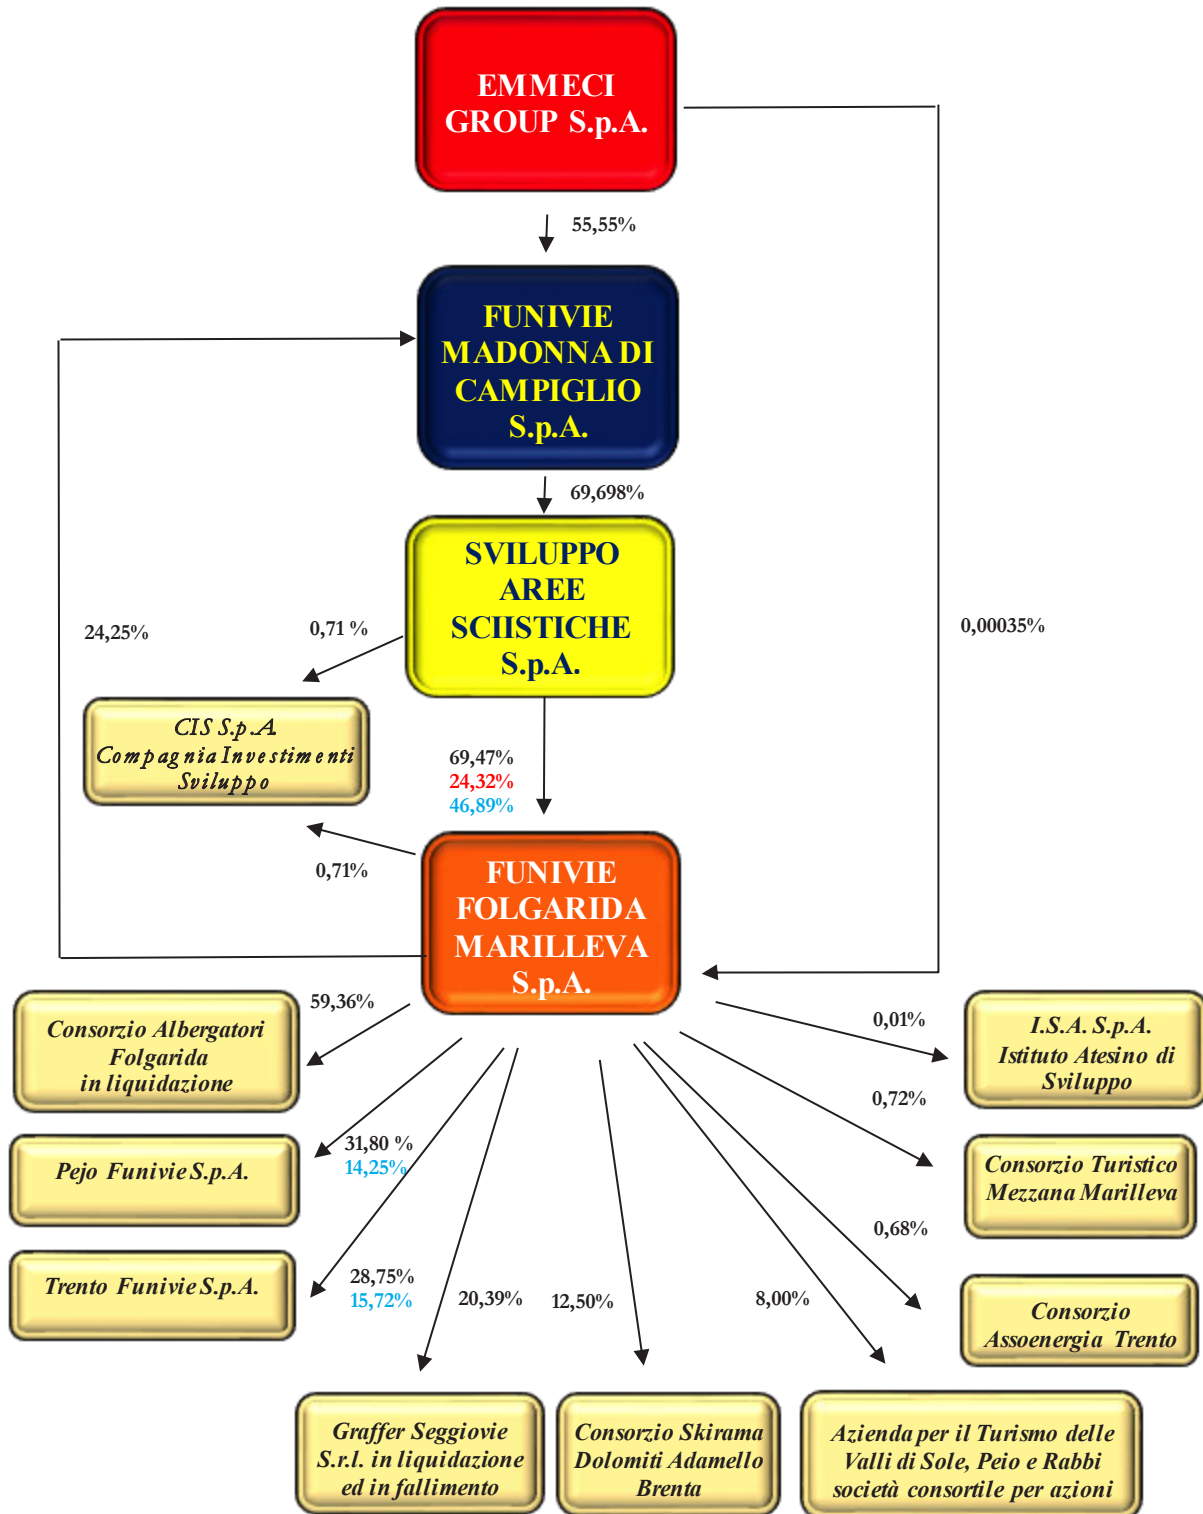 EMMECI
GROUP S.p.A.
55,55%
FUNIVIE
MADONNA DI
CAMPIGLIO
S.p.A.
69,698%
SVILUPPO
AREE
SCIISTICHE
S.p.A.
24,25%
0,71 %
0,00035%
CIS S.p.A.
Compagnia Investimenti
Sviluppo
69,47%
24,32%
46,89%
0,71%
FUNIVIE
FOLGARIDA
MARILLEVA
S.p.A.
59,36%
Consorzio Albergatori
Folgarida
in liquidazione
0,01%
I.S.A. S.p.A.
Istituto Atesino di
Sviluppo
0,72%
31,80 %
14,25%
Pejo Funivie S.p.A.
Consorzio Turistico
Mezzana Marilleva
0,68%
Trento Funivie S.p.A.
28,75%
15,72%
20,39%
12,50%
8,00%
Consorzio
Assoenergia Trento
Graffer Seggiovie
S.r.l. in liquidazione
ed in fallimento
Consorzio Skirama
Dolomiti Adamello
Brenta
Azienda per il Turismo delle
Valli di Sole, Peio e Rabbi
società consortile per azioni